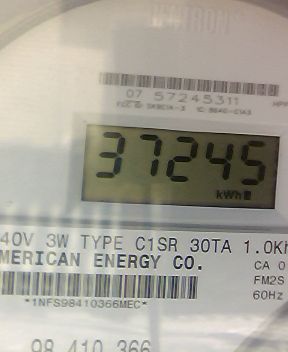 07 57245311
37245
kWh
40V 3W TYPE C1SR 30TA 1.0Kh
MERICAN ENERGY CO.
CA 0
FM2S
60Hz
*1NFS98410366MEC*
98 410 366